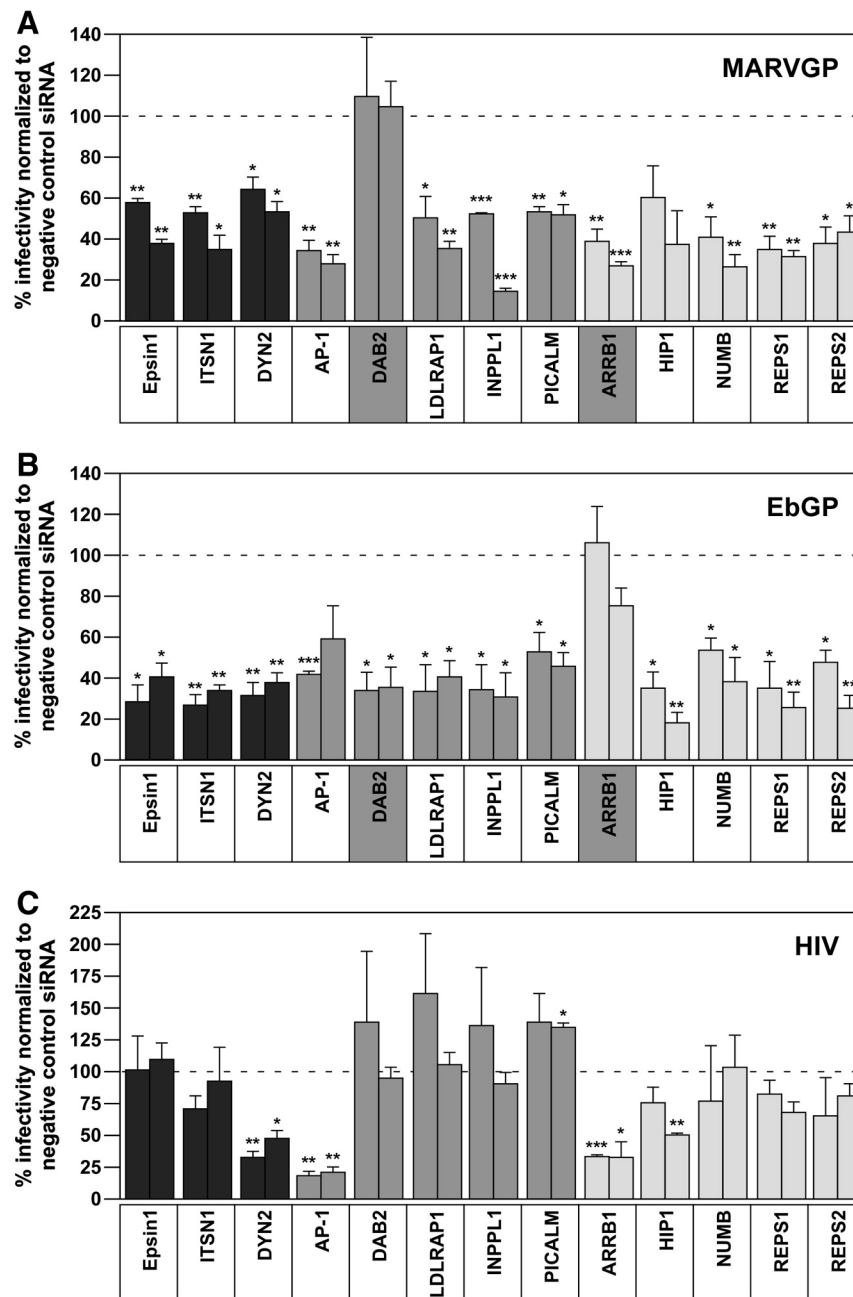 A
MARVGP
% infectivity normalized to
negative control siRNA
140
120
100
80
60
40
20
0
** ** ** * * * ** ** * ** *** *** ** * ** *** * ** * ** * *
Epsin1 ITSN1 DYN2 AP-1 DAB2 LDLRAP1 INPPL1 PICALM ARRB1 HIP1 NUMB REPS1 REPS2
B
EbGP
% infectivity normalized to
negative control siRNA
140
120
100
80
60
40
20
0
* * ** ** ** ** *** * * * * * * * * * ** * * * ** * **
Epsin1 ITSN1 DYN2 AP-1 DAB2 LDLRAP1 INPPL1 PICALM ARRB1 HIP1 NUMB REPS1 REPS2
C
HIV
% infectivity normalized to
negative control siRNA
225
200
175
150
125
100
75
50
25
0
** * ** ** * *** * **
Epsin1 ITSN1 DYN2 AP-1 DAB2 LDLRAP1 INPPL1 PICALM ARRB1 HIP1 NUMB REPS1 REPS2